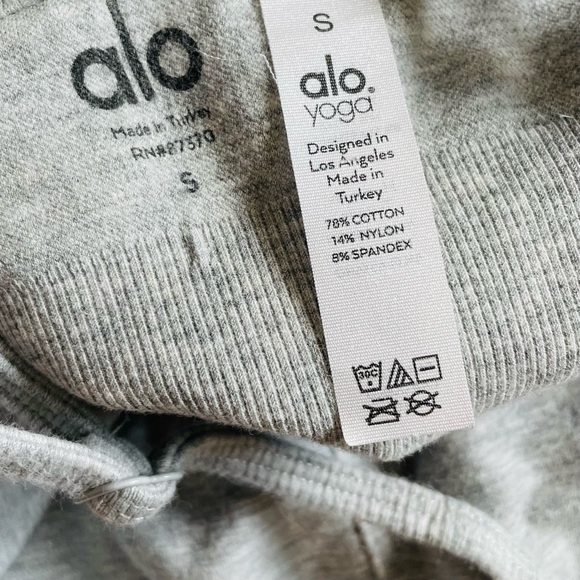 alo
Made in Turkey
RN#87370
S
S
alo.
yoga
Designed in
Los Angeles
Made in
Turkey
78% COTTON
14% NYLON
8% SPANDEX
30C